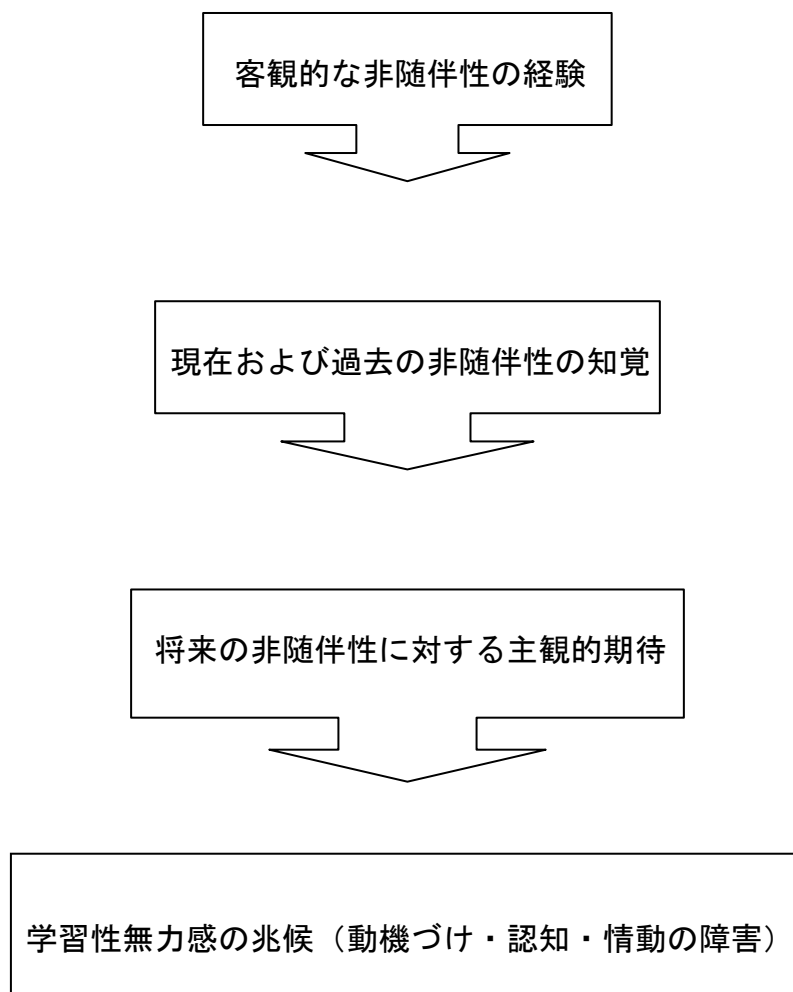 客観的な非随伴性の経験
現在および過去の非随伴性の知覚
将来の非随伴性に対する主観的期待
学習性無力感の兆候（動機づけ・認知・情動の障害）